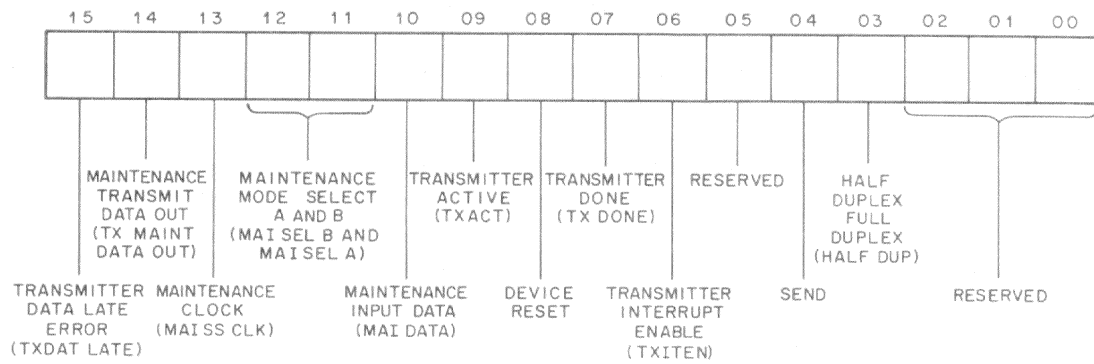 15 14 13 12 11 10 09 08 07 06 05 04 03 02 01 00
MAINTENANCE
TRANSMIT
DATA OUT
(TX MAINT
DATA OUT)
MAINTENANCE
MODE SELECT
A AND B
(MAI SEL B AND
MAI SEL A)
TRANSMITTER
ACTIVE
(TXACT)
TRANSMITTER
DONE
(TX DONE)
RESERVED
HALF
DUPLEX
FULL
DUPLEX
(HALF DUP)
TRANSMITTER
DATA LATE
ERROR
(TXDAT LATE)
MAINTENANCE
CLOCK
(MAISS CLK)
MAINTENANCE
INPUT DATA
(MAI DATA)
DEVICE
RESET
TRANSMITTER
INTERRUPT
ENABLE
(TXITEN)
SEND
RESERVED